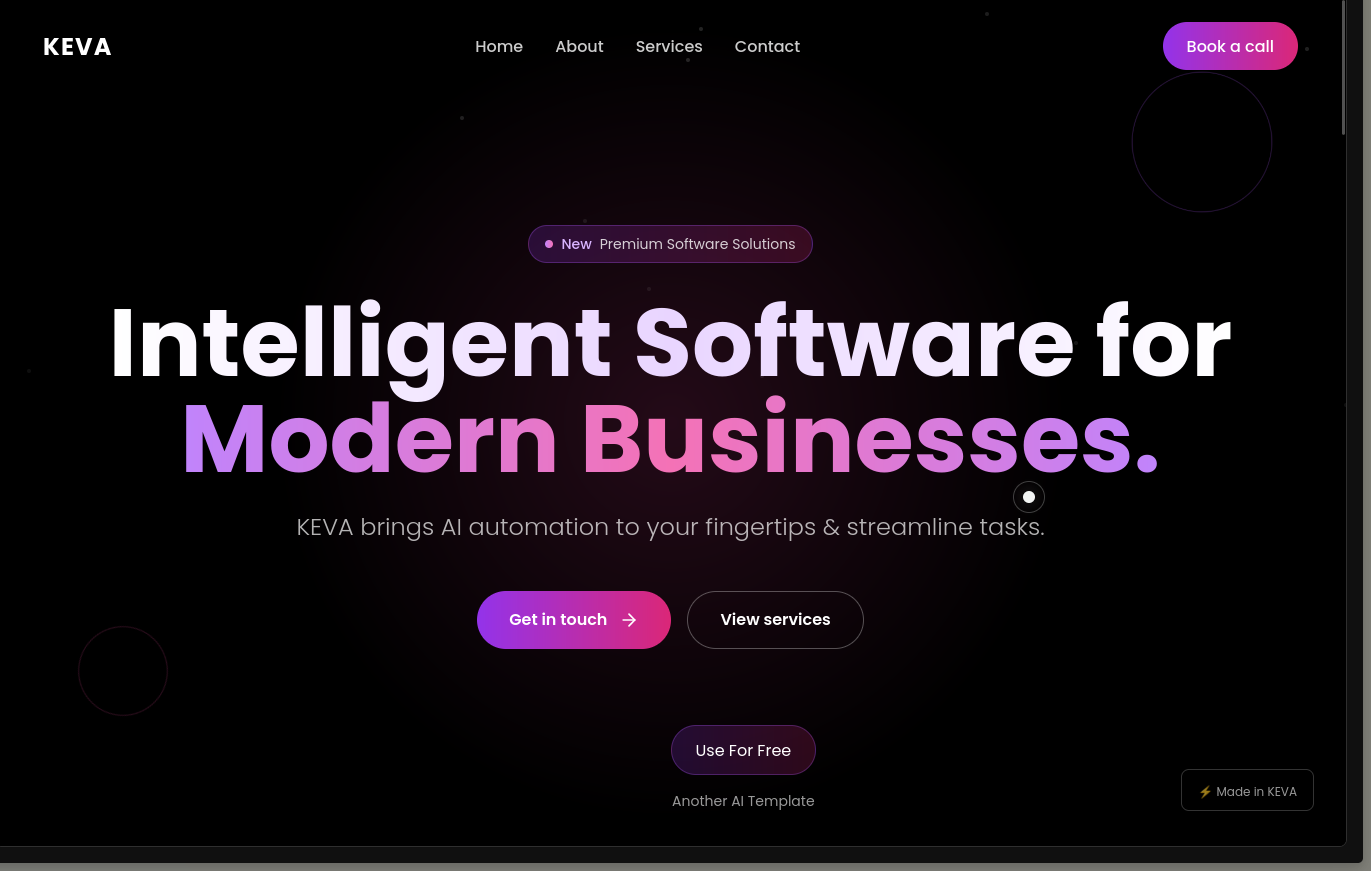 KEVA
Home About Services Contact
Book a call
New Premium Software Solutions
Intelligent Software for
Modern Businesses.
KEVA brings AI automation to your fingertips & streamline tasks.
Get in touch →
View services
Use For Free
Another AI Template
⚡ Made in KEVA